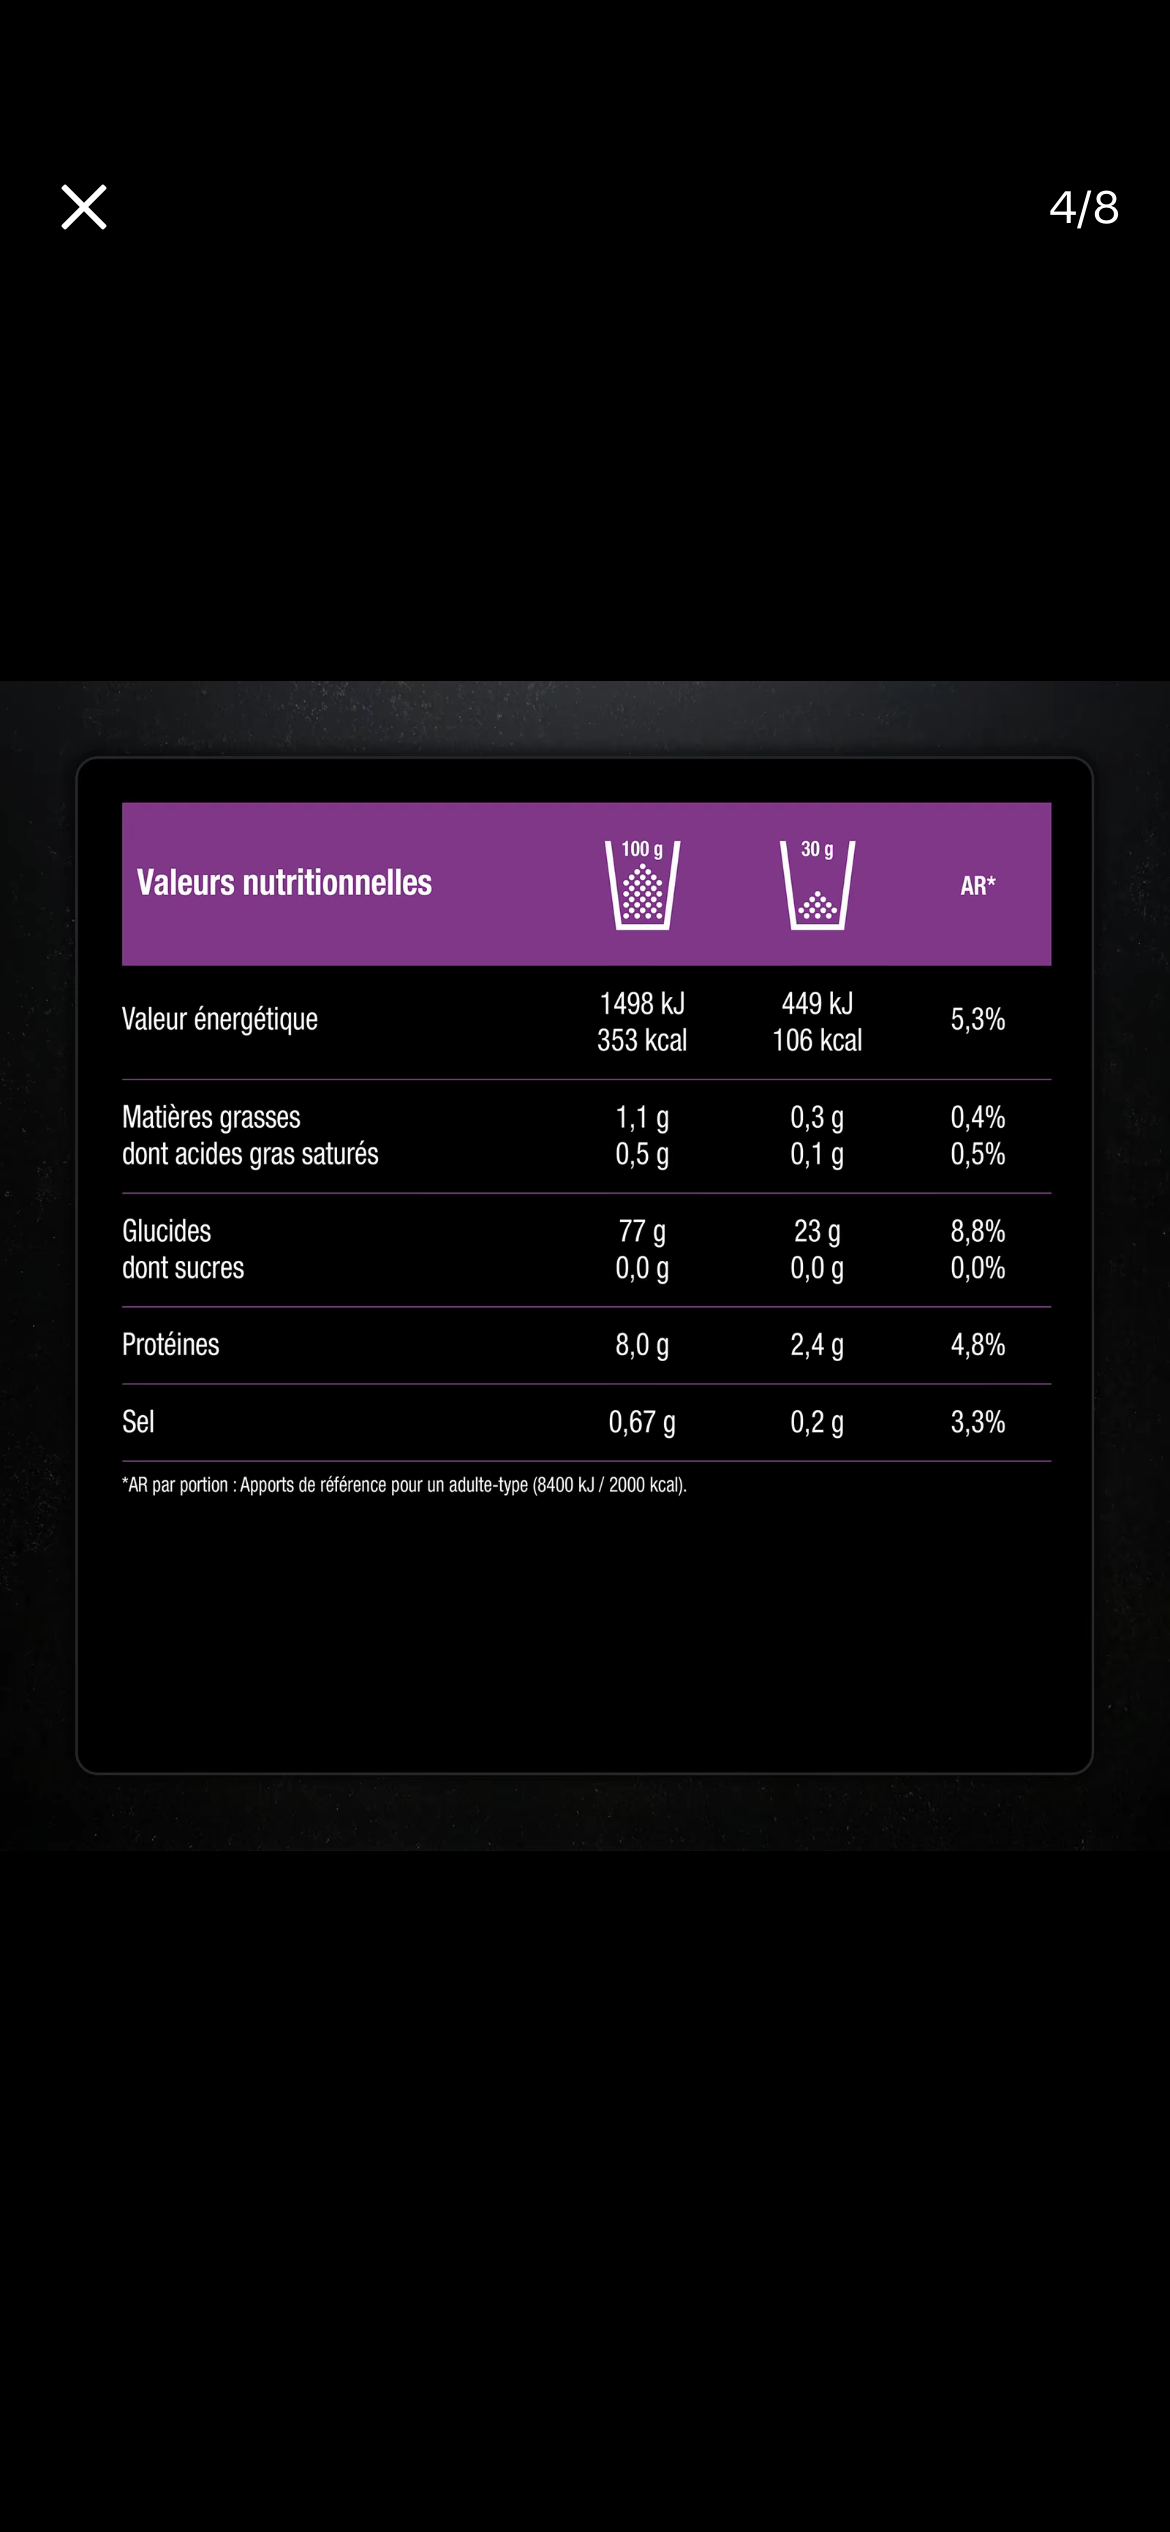 4/8
Valeurs nutritionnelles 100 g 30 g AR*
Valeur énergétique 1498 kJ 449 kJ 5,3%
353 kcal 106 kcal
Matières grasses 1,1 g 0,3 g 0,4%
dont acides gras saturés 0,5 g 0,1 g 0,5%
Glucides 77 g 23 g 8,8%
dont sucres 0,0 g 0,0 g 0,0%
Protéines 8,0 g 2,4 g 4,8%
Sel 0,67 g 0,2 g 3,3%
*AR par portion : Apports de référence pour un adulte-type (8400 kJ / 2000 kcal).